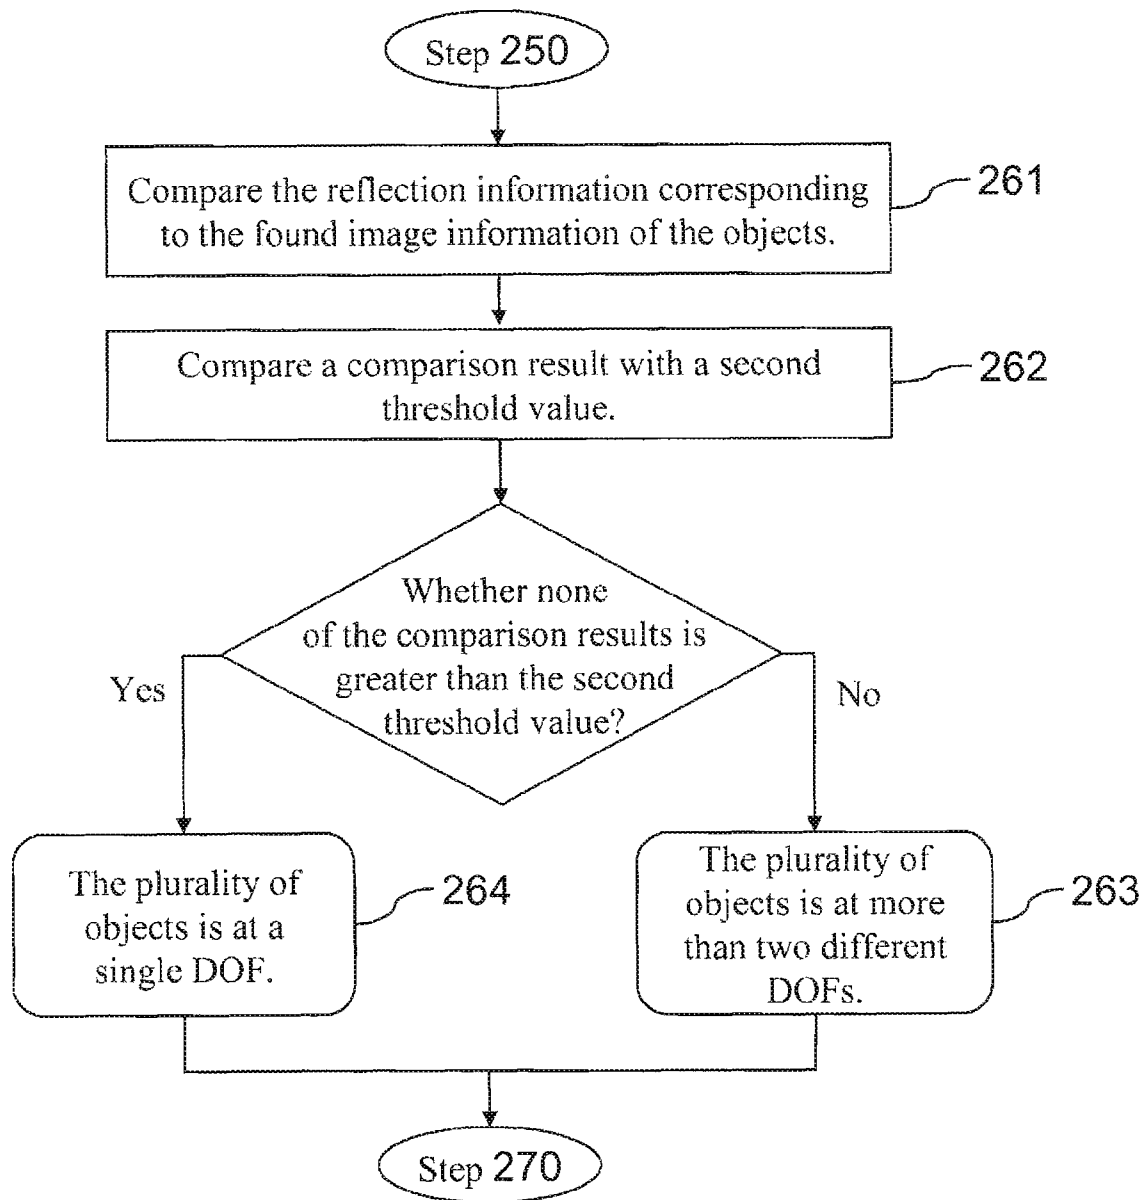 Step 250
Compare the reflection information corresponding
to the found image information of the objects.
261
Compare a comparison result with a second
threshold value.
262
Whether none
of the comparison results is
greater than the second
threshold value?
Yes
No
The plurality of
objects is at a
single DOF.
264
The plurality of
objects is at more
than two different
DOFs.
263
Step 270